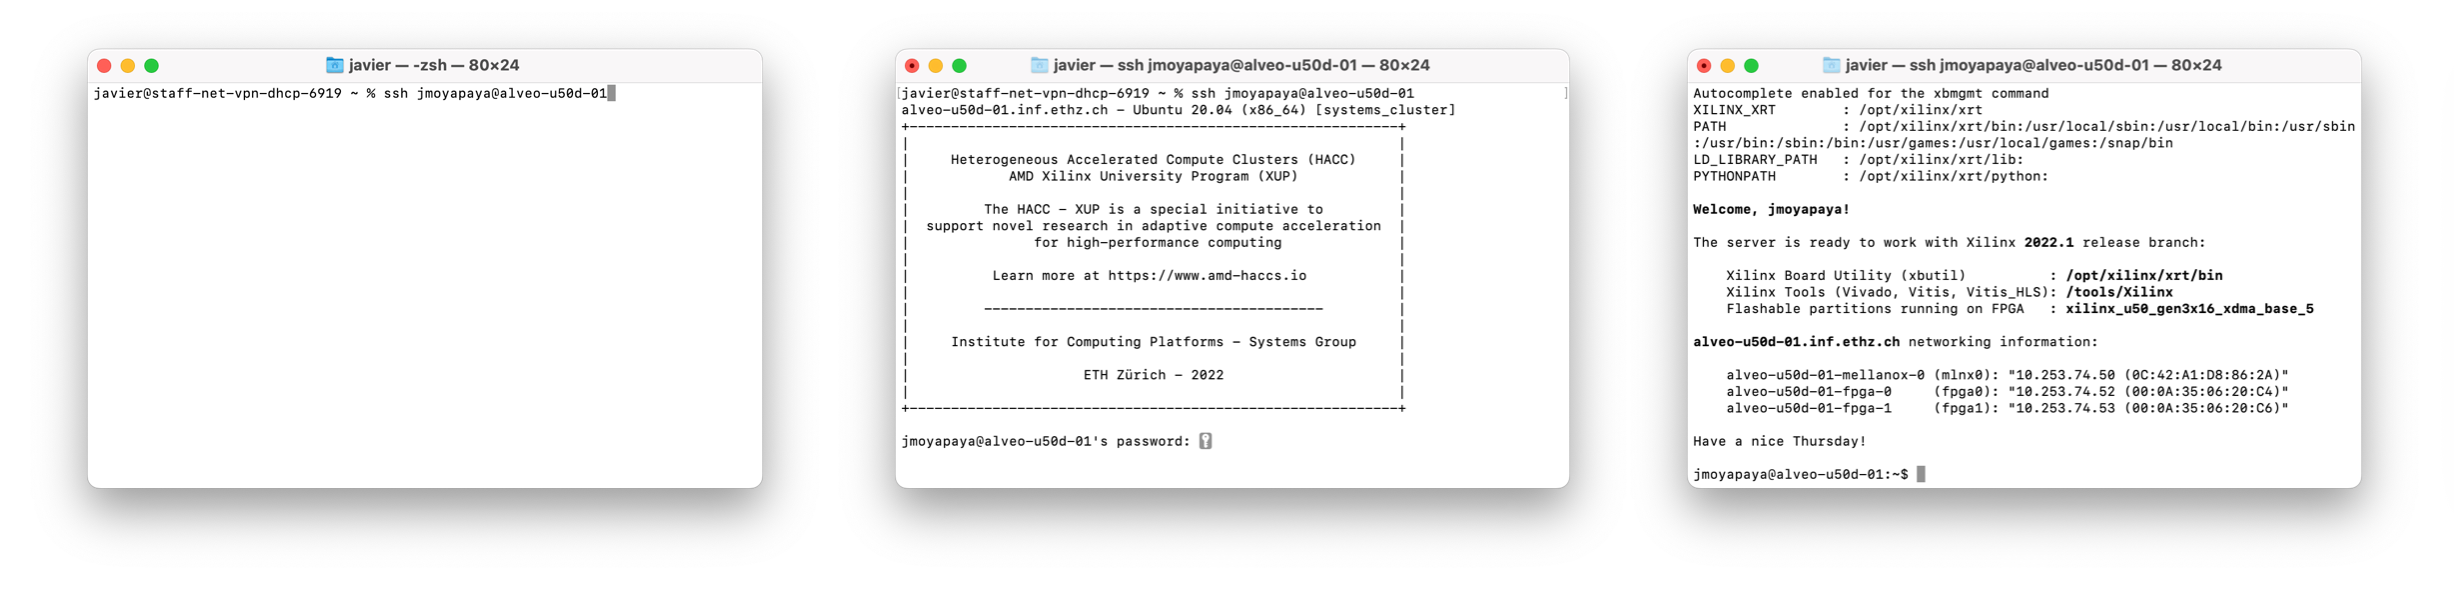 javier — -zsh — 80×24
javier@staff-net-vpn-dhcp-6919 ~ % ssh jmoyapaya@alveo-u50d-01
javier — ssh jmoyapaya@alveo-u50d-01 — 80×24
[javier@staff-net-vpn-dhcp-6919 ~ % ssh jmoyapaya@alveo-u50d-01 ]
alveo-u50d-01.inf.ethz.ch - Ubuntu 20.04 (x86_64) [systems_cluster]
+-----------------------------------------------------------+
Heterogeneous Accelerated Compute Clusters (HACC)
AMD Xilinx University Program (XUP)
The HACC - XUP is a special initiative to
support novel research in adaptive compute acceleration
for high-performance computing
Learn more at https://www.amd-haccs.io
-----------------------------------------
Institute for Computing Platforms - Systems Group
ETH Zürich - 2022
+-----------------------------------------------------------+
jmoyapaya@alveo-u50d-01's password:
javier — ssh jmoyapaya@alveo-u50d-01 — 80×24
Autocomplete enabled for the xbmgmt command
XILINX_XRT : /opt/xilinx/xrt
PATH : /opt/xilinx/xrt/bin:/usr/local/sbin:/usr/local/bin:/usr/sbin
:/usr/bin:/sbin:/bin:/usr/games:/usr/local/games:/snap/bin
LD_LIBRARY_PATH : /opt/xilinx/xrt/lib:
PYTHONPATH : /opt/xilinx/xrt/python:
Welcome, jmoyapaya!
The server is ready to work with Xilinx 2022.1 release branch:
Xilinx Board Utility (xbutil) : /opt/xilinx/xrt/bin
Xilinx Tools (Vivado, Vitis, Vitis_HLS): /tools/Xilinx
Flashable partitions running on FPGA : xilinx_u50_gen3x16_xdma_base_5
alveo-u50d-01.inf.ethz.ch networking information:
alveo-u50d-01-mellanox-0 (mlnx0): "10.253.74.50 (0C:42:A1:D8:86:2A)"
alveo-u50d-01-fpga-0 (fpga0): "10.253.74.52 (00:0A:35:06:20:C4)"
alveo-u50d-01-fpga-1 (fpga1): "10.253.74.53 (00:0A:35:06:20:C6)"
Have a nice Thursday!
jmoyapaya@alveo-u50d-01:~$